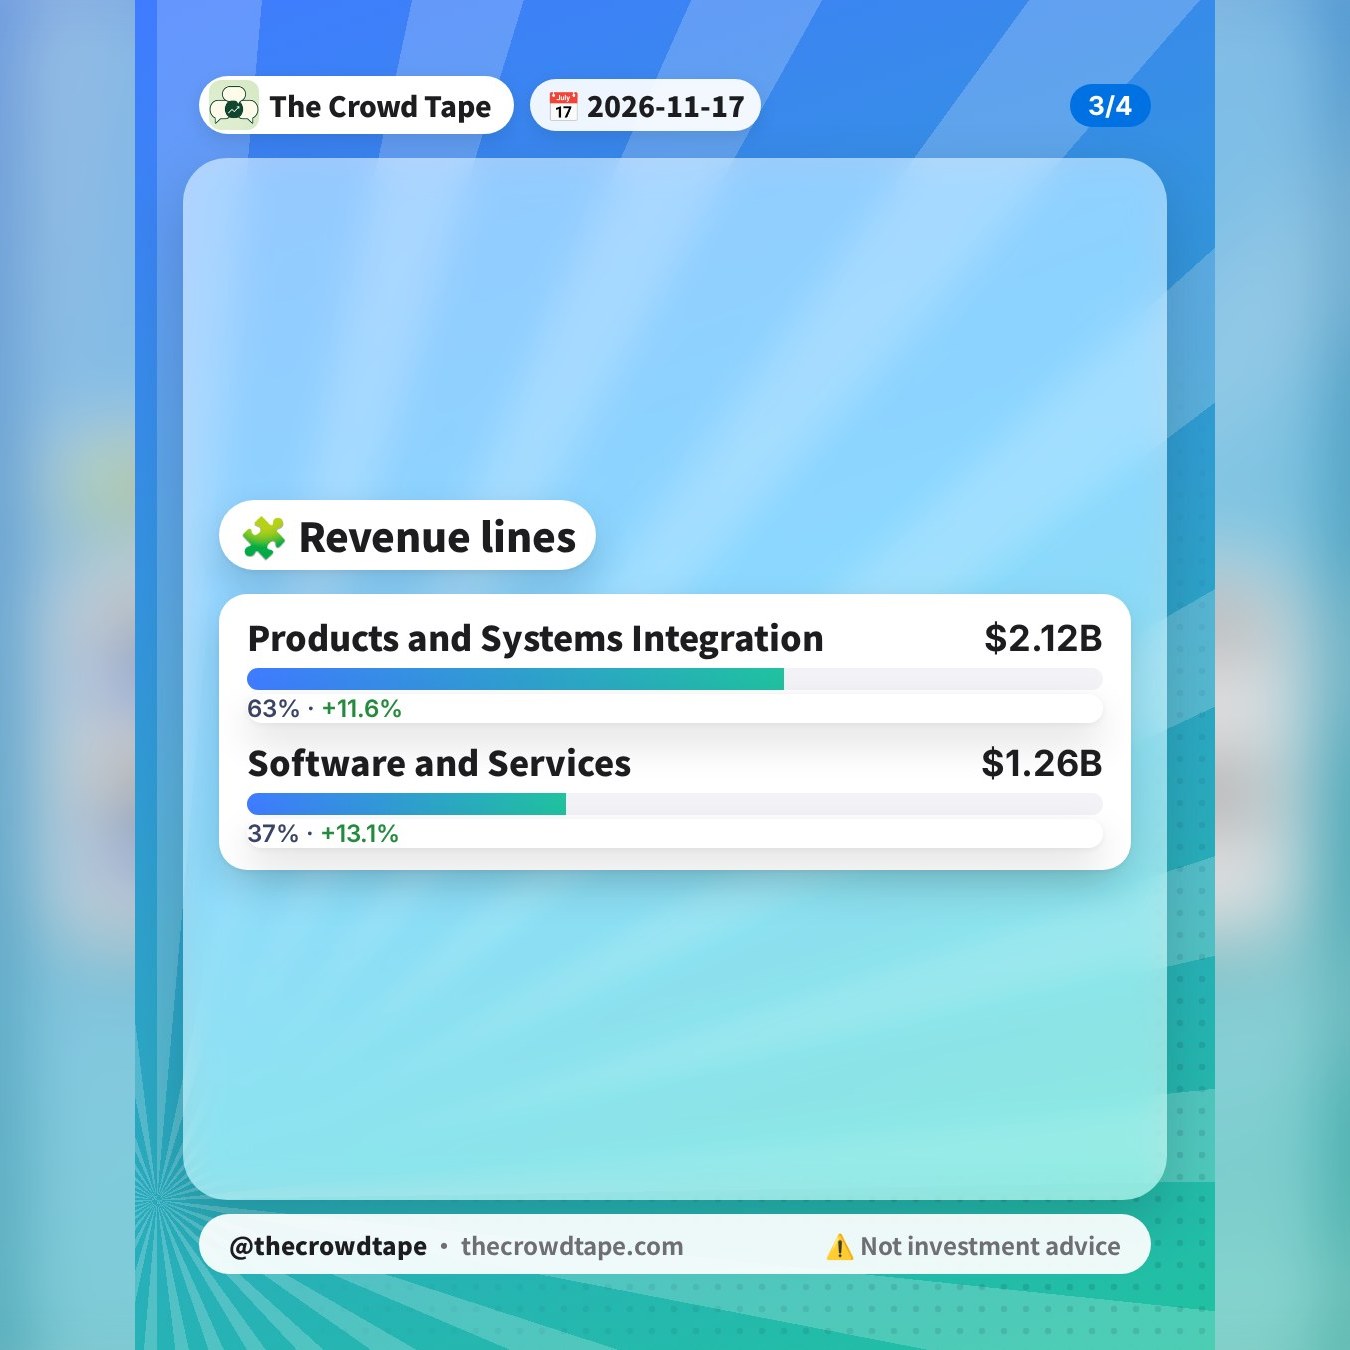 The Crowd Tape
📅 2026-11-17
3/4
🧩 Revenue lines
Products and Systems Integration $2.12B
63% · +11.6%
Software and Services $1.26B
37% · +13.1%
@thecrowdtape • thecrowdtape.com ⚠️ Not investment advice